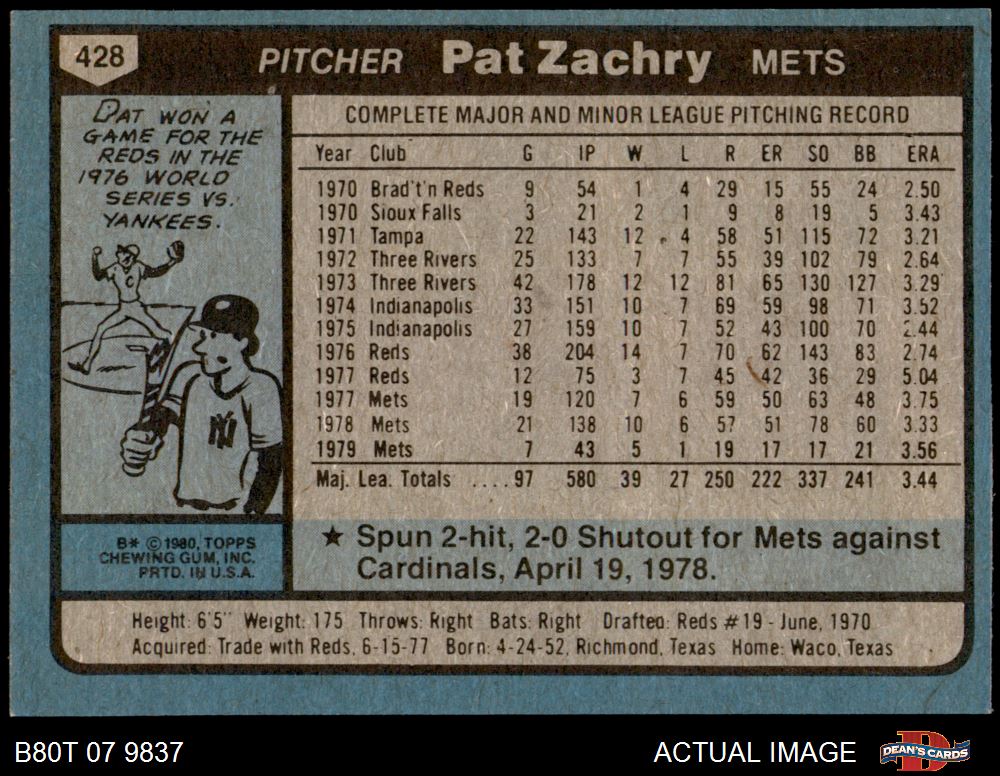 428
PITCHER Pat Zachry METS
PAT WON A
GAME FOR THE
REDS IN THE
1976 WORLD
SERIES VS.
YANKEES.
C
NY
COMPLETE MAJOR AND MINOR LEAGUE PITCHING RECORD
Year Club G IP W L R ER SO BB ERA
1970 Brad't'n Reds 9 54 1 4 29 15 55 24 2.50
1970 Sioux Falls 3 21 2 1 9 8 19 5 3.43
1971 Tampa 22 143 12 4 58 51 115 72 3.21
1972 Three Rivers 25 133 7 7 55 39 102 79 2.64
1973 Three Rivers 42 178 12 12 81 65 130 127 3.29
1974 Indianapolis 33 151 10 7 69 59 98 71 3.52
1975 Indianapolis 27 159 10 7 52 43 100 70 2.44
1976 Reds 38 204 14 7 70 62 143 83 2.74
1977 Reds 12 75 3 7 45 42 36 29 5.04
1977 Mets 19 120 7 6 59 50 63 48 3.75
1978 Mets 21 138 10 6 57 51 78 60 3.33
1979 Mets 7 43 5 1 19 17 17 21 3.56
Maj. Lea. Totals ....97 580 39 27 250 222 337 241 3.44
★ Spun 2-hit, 2-0 Shutout for Mets against
Cardinals, April 19, 1978.
B* © 1980, TOPPS
CHEWING GUM, INC.
PRTD. IN U.S.A.
Height: 6'5" Weight: 175 Throws: Right Bats: Right Drafted: Reds #19 - June, 1970
Acquired: Trade with Reds, 6-15-77 Born: 4-24-52, Richmond, Texas Home: Waco, Texas
B80T 07 9837
ACTUAL IMAGE
D
DEAN'S CARDS